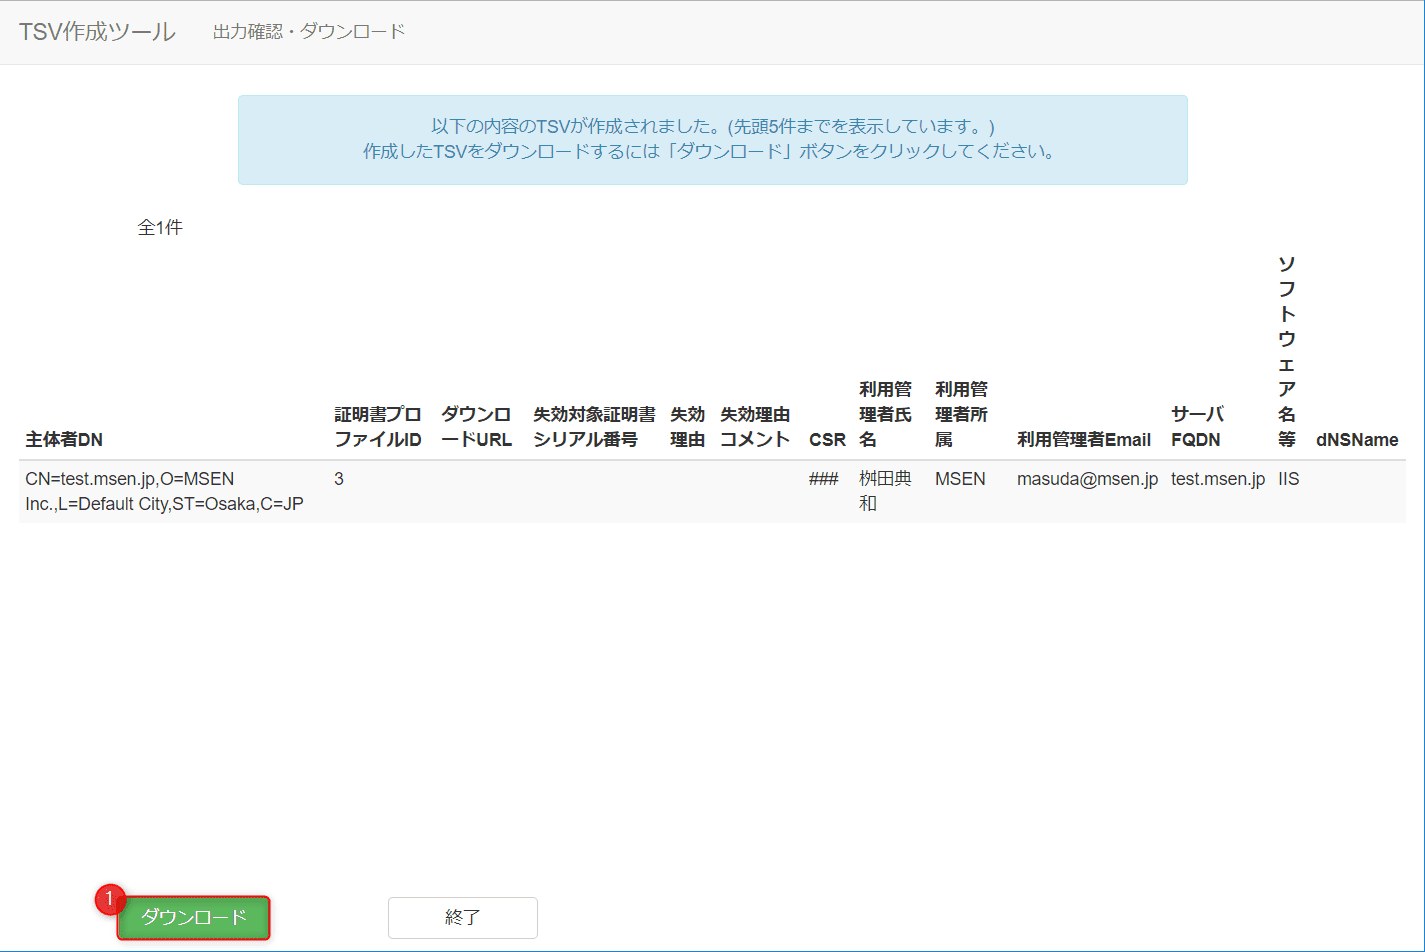 TSV作成ツール 出力確認・ダウンロード
以下の内容のTSVが作成されました。(先頭5件までを表示しています。)
作成したTSVをダウンロードするには「ダウンロード」ボタンをクリックしてください。
全1件
主体者DN
証明書プロ
ファイルID
ダウンロ
ードURL
失効対象証明書
シリアル番号
失効
理由
失効理由
コメント
CSR
利用管
理者氏
名
利用管
理者所
属
利用管理者Email
サーバ
FQDN
ソ
フ
ト
ウ
ェ
ア
名
等
dNSName
CN=test.msen.jp,O=MSEN
Inc.,L=Default City,ST=Osaka,C=JP
3
###
桝田典
和
MSEN
masuda@msen.jp
test.msen.jp
IIS
1
ダウンロード
終了